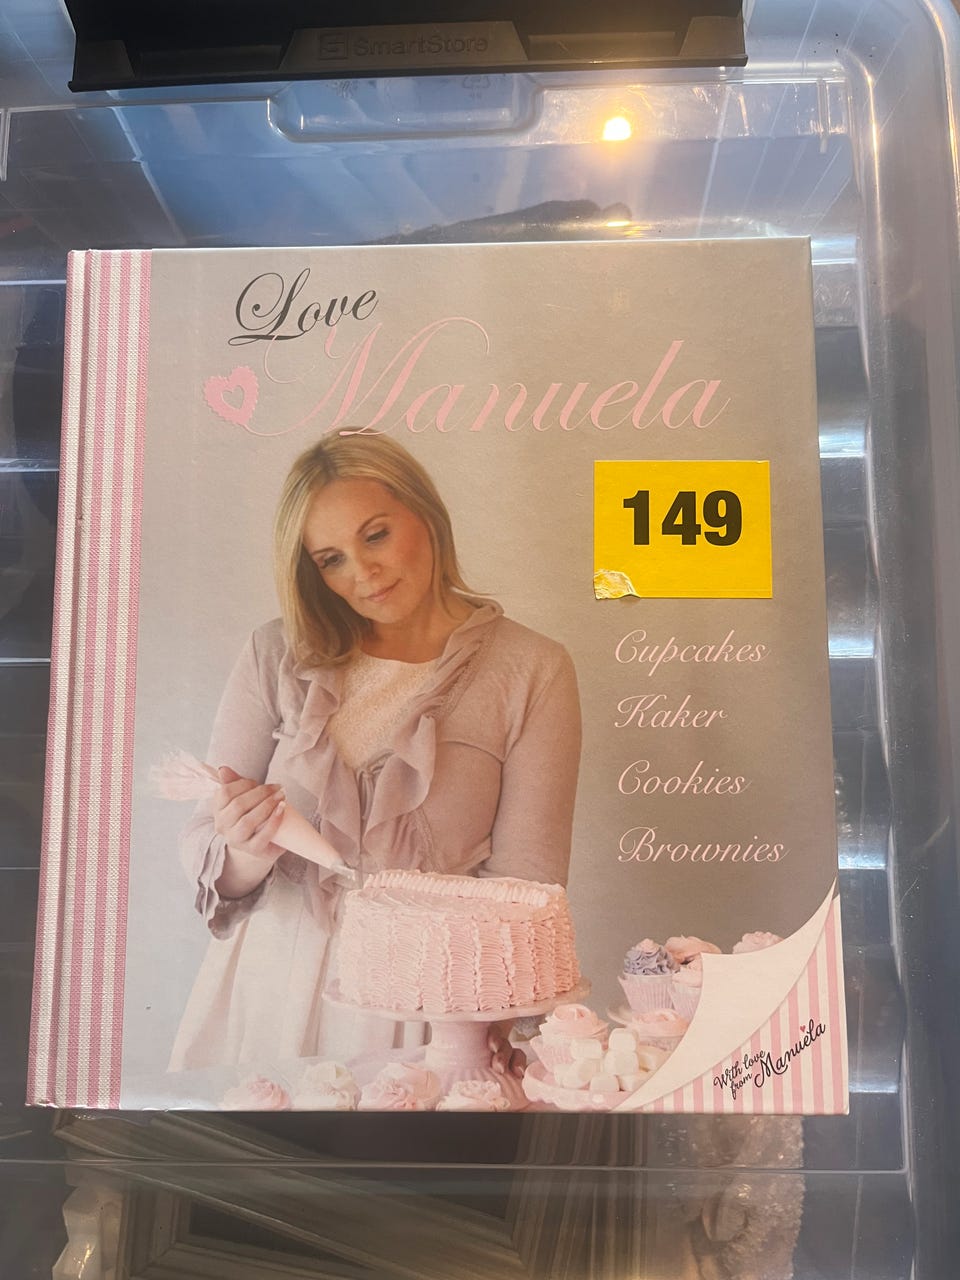 SmartStore
Love
Manuela
149
Cupcakes
Kaker
Cookies
Brownies
With love
from Manuela